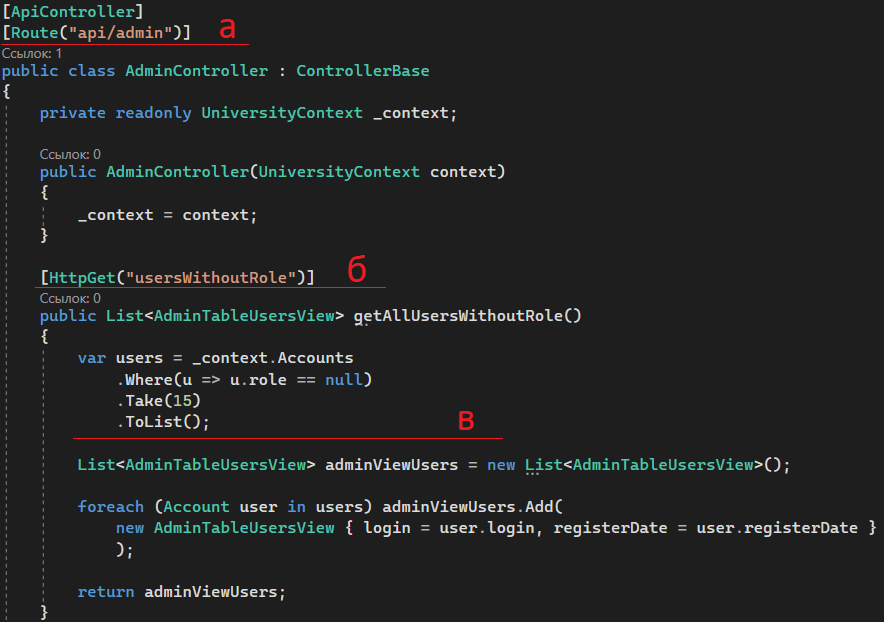 [ApiController]
[Route("api/admin")] а
Ссылок: 1
public class AdminController : ControllerBase
{
private readonly UniversityContext _context;
Ссылок: 0
public AdminController(UniversityContext context)
{
_context = context;
}
[HttpGet("usersWithoutRole")] б
Ссылок: 0
public List<AdminTableUsersView> getAllUsersWithoutRole()
{
var users = _context.Accounts
.Where(u => u.role == null)
.Take(15)
.ToList(); в
List<AdminTableUsersView> adminViewUsers = new List<AdminTableUsersView>();
foreach (Account user in users) adminViewUsers.Add(
new AdminTableUsersView { login = user.login, registerDate = user.registerDate }
);
return adminViewUsers;
}